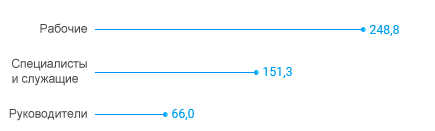 Рабочие 248,8
Специалисты
и служащие 151,3
Руководители 66,0